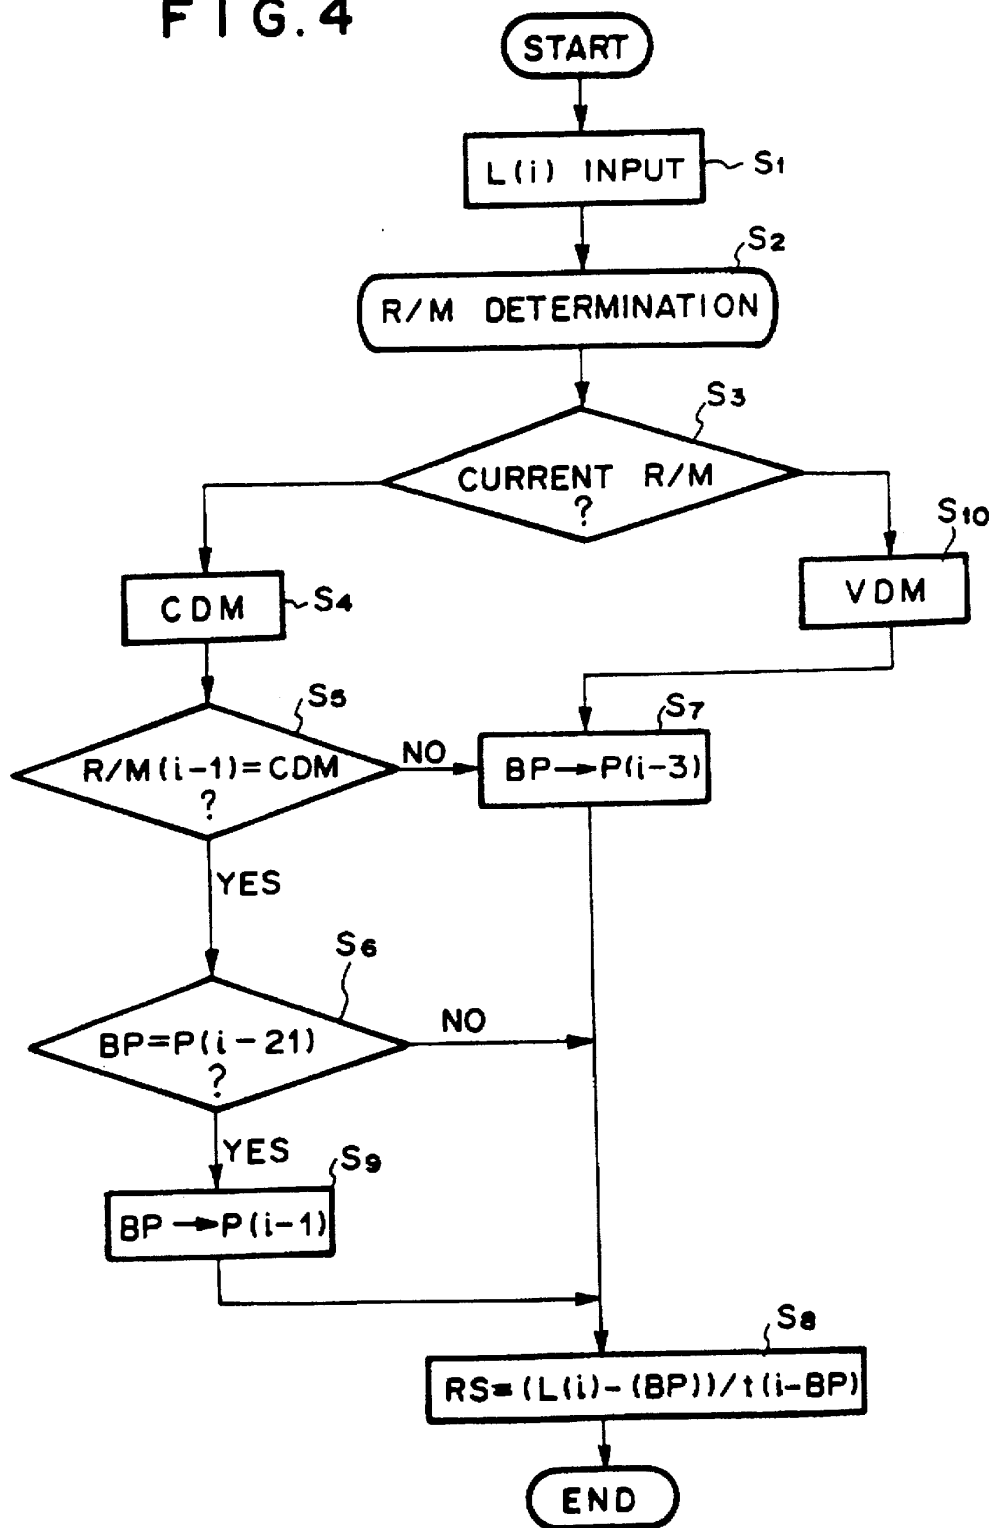 FIG.4
START
L(i) INPUT
S1
S2
R/M DETERMINATION
S3
CURRENT R/M
?
S10
CDM
S4
VDM
S5
R/M(i-1)=CDM
?
NO
S7
BP→P(i-3)
YES
S6
BP=P(i-21)
?
NO
YES
S9
BP→P(i-1)
S8
RS=(L(i)-(BP))/t(i-BP)
END